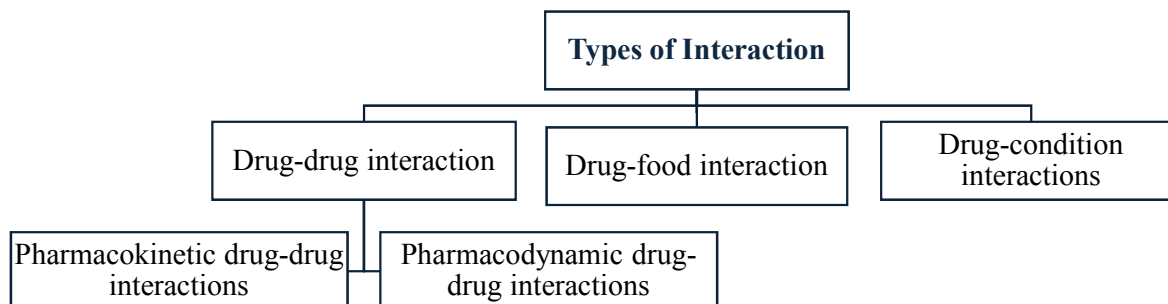 Types of Interaction
Drug-drug interaction
Drug-food interaction
Drug-condition
interactions
Pharmacokinetic drug-drug
interactions
Pharmacodynamic drug-
drug interactions